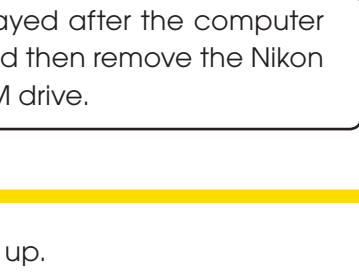 ayed after the computer
d then remove the Nikon
M drive.
up.